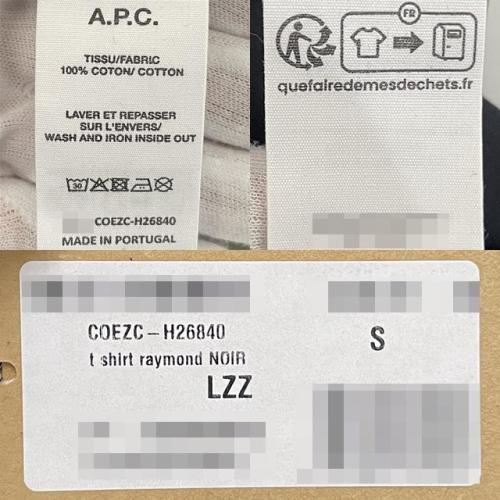 A.P.C.
TISSU/FABRIC
100% COTON/ COTTON
LAVER ET REPASSER
SUR L'ENVERS/
WASH AND IRON INSIDE OUT
30
COEZC-H26840
MADE IN PORTUGAL
FR
quefairedemesdechets.fr
COEZC-H26840
S
t shirt raymond NOIR
LZZ